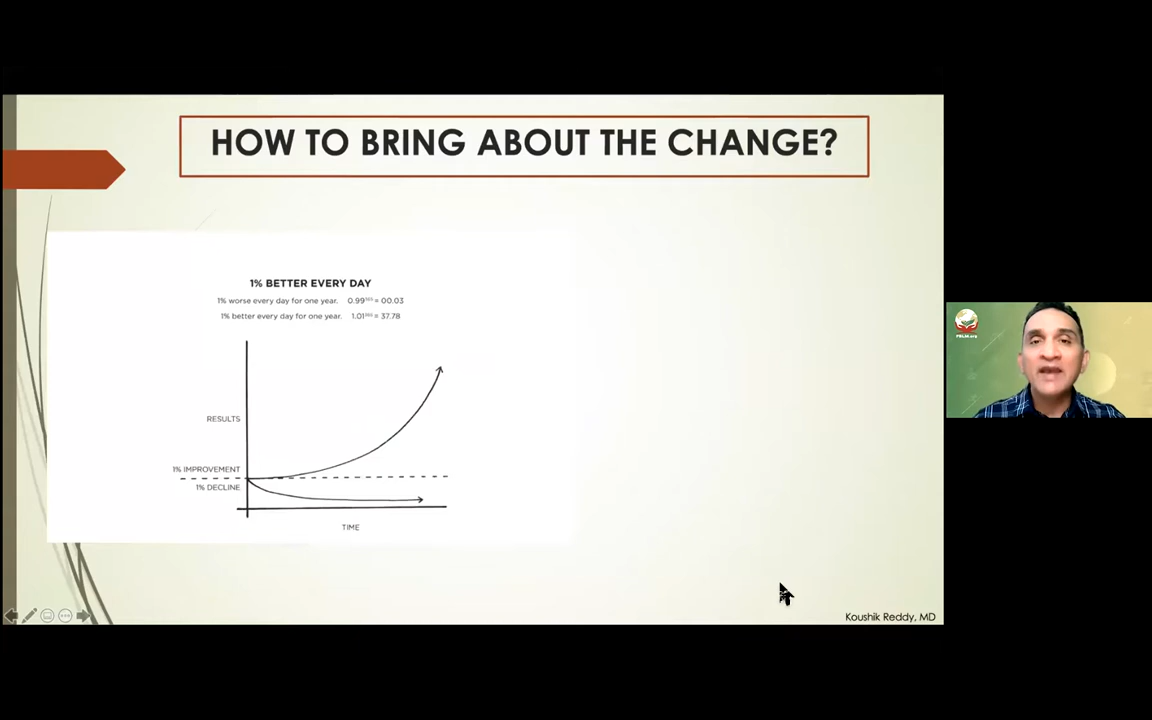 HOW TO BRING ABOUT THE CHANGE?
1% BETTER EVERY DAY
1% worse every day for one year. 0.99³⁶⁵ = 00.03
1% better every day for one year. 1.01³⁶⁵ = 37.78
RESULTS
1% IMPROVEMENT
1% DECLINE
TIME
Koushik Reddy, MD